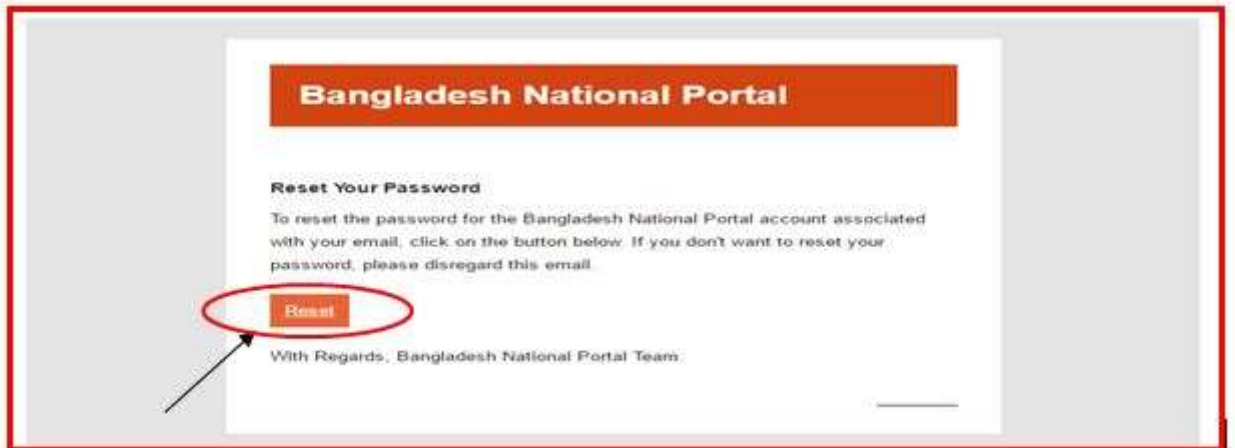 Bangladesh National Portal
Reset Your Password
To reset the password for the Bangladesh National Portal account associated
with your email, click on the button below. If you don't want to reset your
password, please disregard this email.
Reset
With Regards, Bangladesh National Portal Team